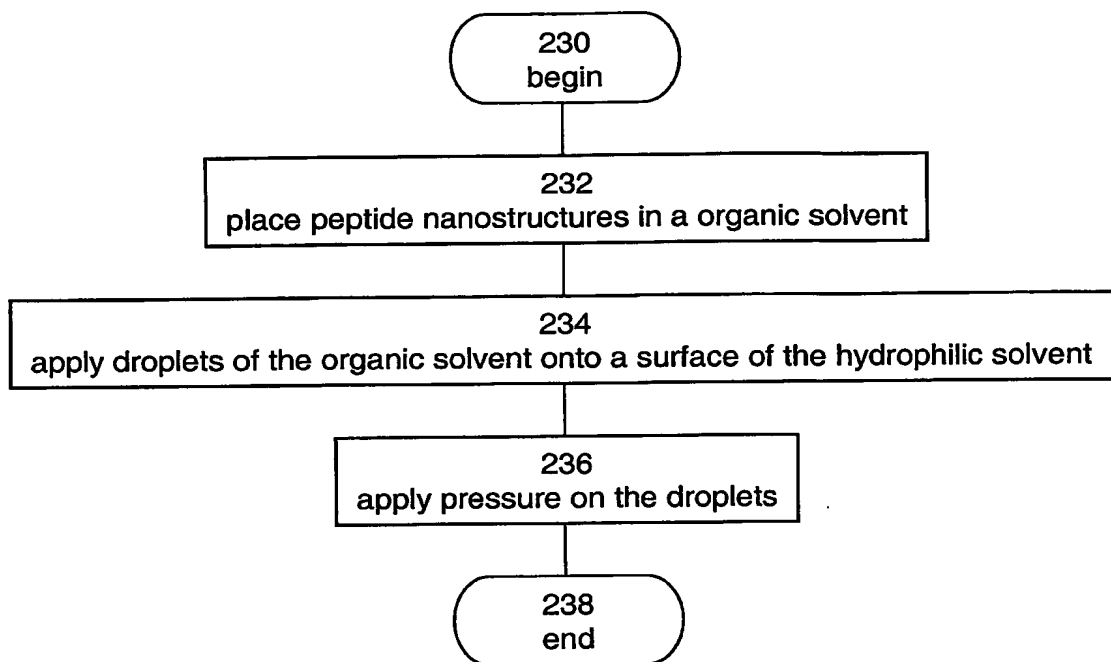 230
begin
232
place peptide nanostructures in a organic solvent
234
apply droplets of the organic solvent onto a surface of the hydrophilic solvent
236
apply pressure on the droplets
238
end